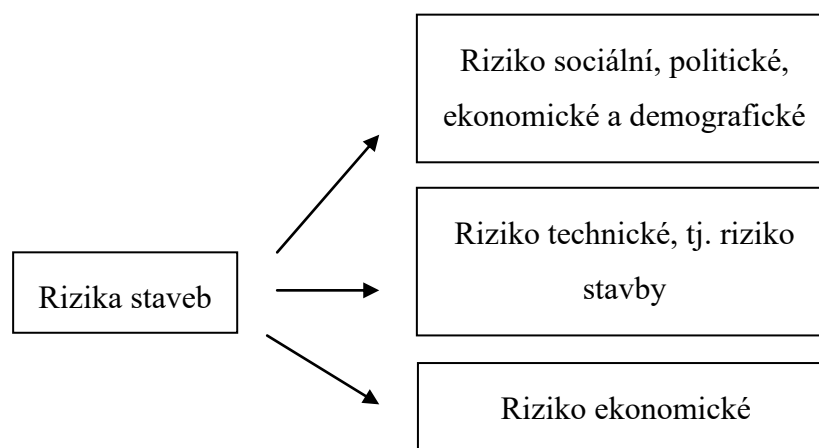 Riziko sociální, politické,
ekonomické a demografické
Riziko technické, tj. riziko
stavby
Rizika staveb
Riziko ekonomické